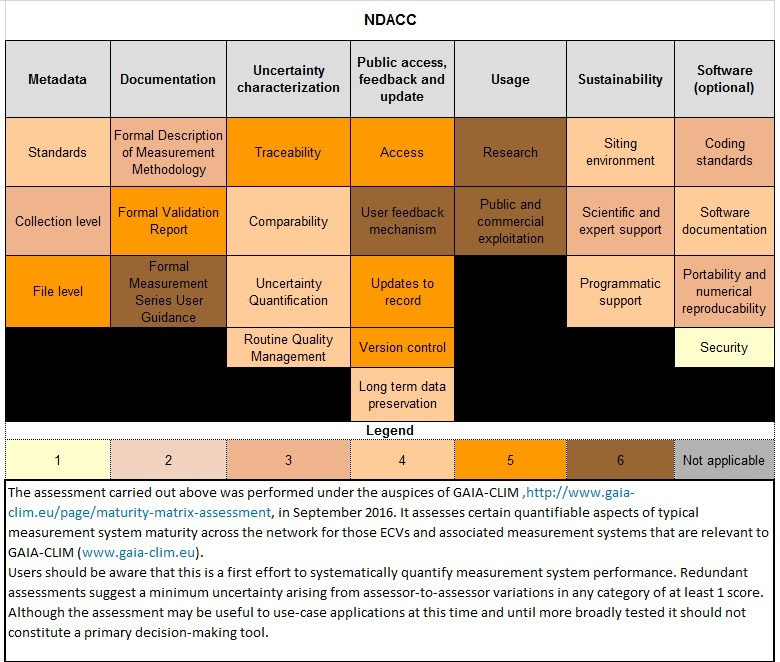 NDACC
Metadata
Documentation
Uncertainty
characterization
Public access,
feedback and
update
Usage
Sustainability
Software
(optional)
Standards
Formal Description
of Measurement
Methodology
Traceability
Access
Research
Siting
environment
Coding
standards
Collection level
Formal Validation
Report
Comparability
User feedback
mechanism
Public and
commercial
exploitation
Scientific and
expert support
Software
documentation
File level
Formal
Measurement
Series User
Guidance
Uncertainty
Quantification
Updates to
record
Programmatic
support
Portability and
numerical
reproducability
Routine Quality
Management
Version control
Security
Long term data
preservation
Legend
1
2
3
4
5
6
Not applicable
The assessment carried out above was performed under the auspices of GAIA-CLIM ,http://www.gaia-
clim.eu/page/maturity-matrix-assessment, in September 2016. It assesses certain quantifiable aspects of typical
measurement system maturity across the network for those ECVs and associated measurement systems that are relevant to
GAIA-CLIM (www.gaia-clim.eu).
Users should be aware that this is a first effort to systematically quantify measurement system performance. Redundant
assessments suggest a minimum uncertainty arising from assessor-to-assessor variations in any category of at least 1 score.
Although the assessment may be useful to use-case applications at this time and until more broadly tested it should not
constitute a primary decision-making tool.